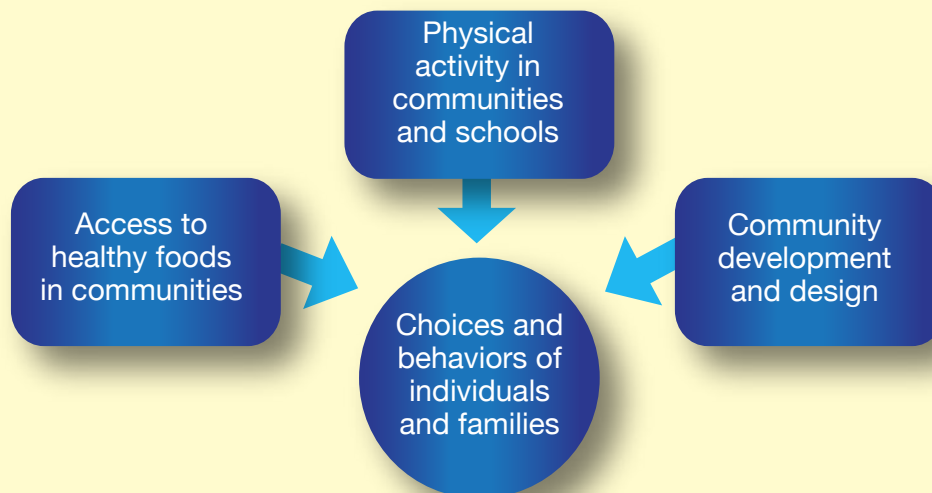 Physical
activity in
communities
and schools
Access to
healthy foods
in communities
Community
development
and design
Choices and
behaviors of
individuals
and families